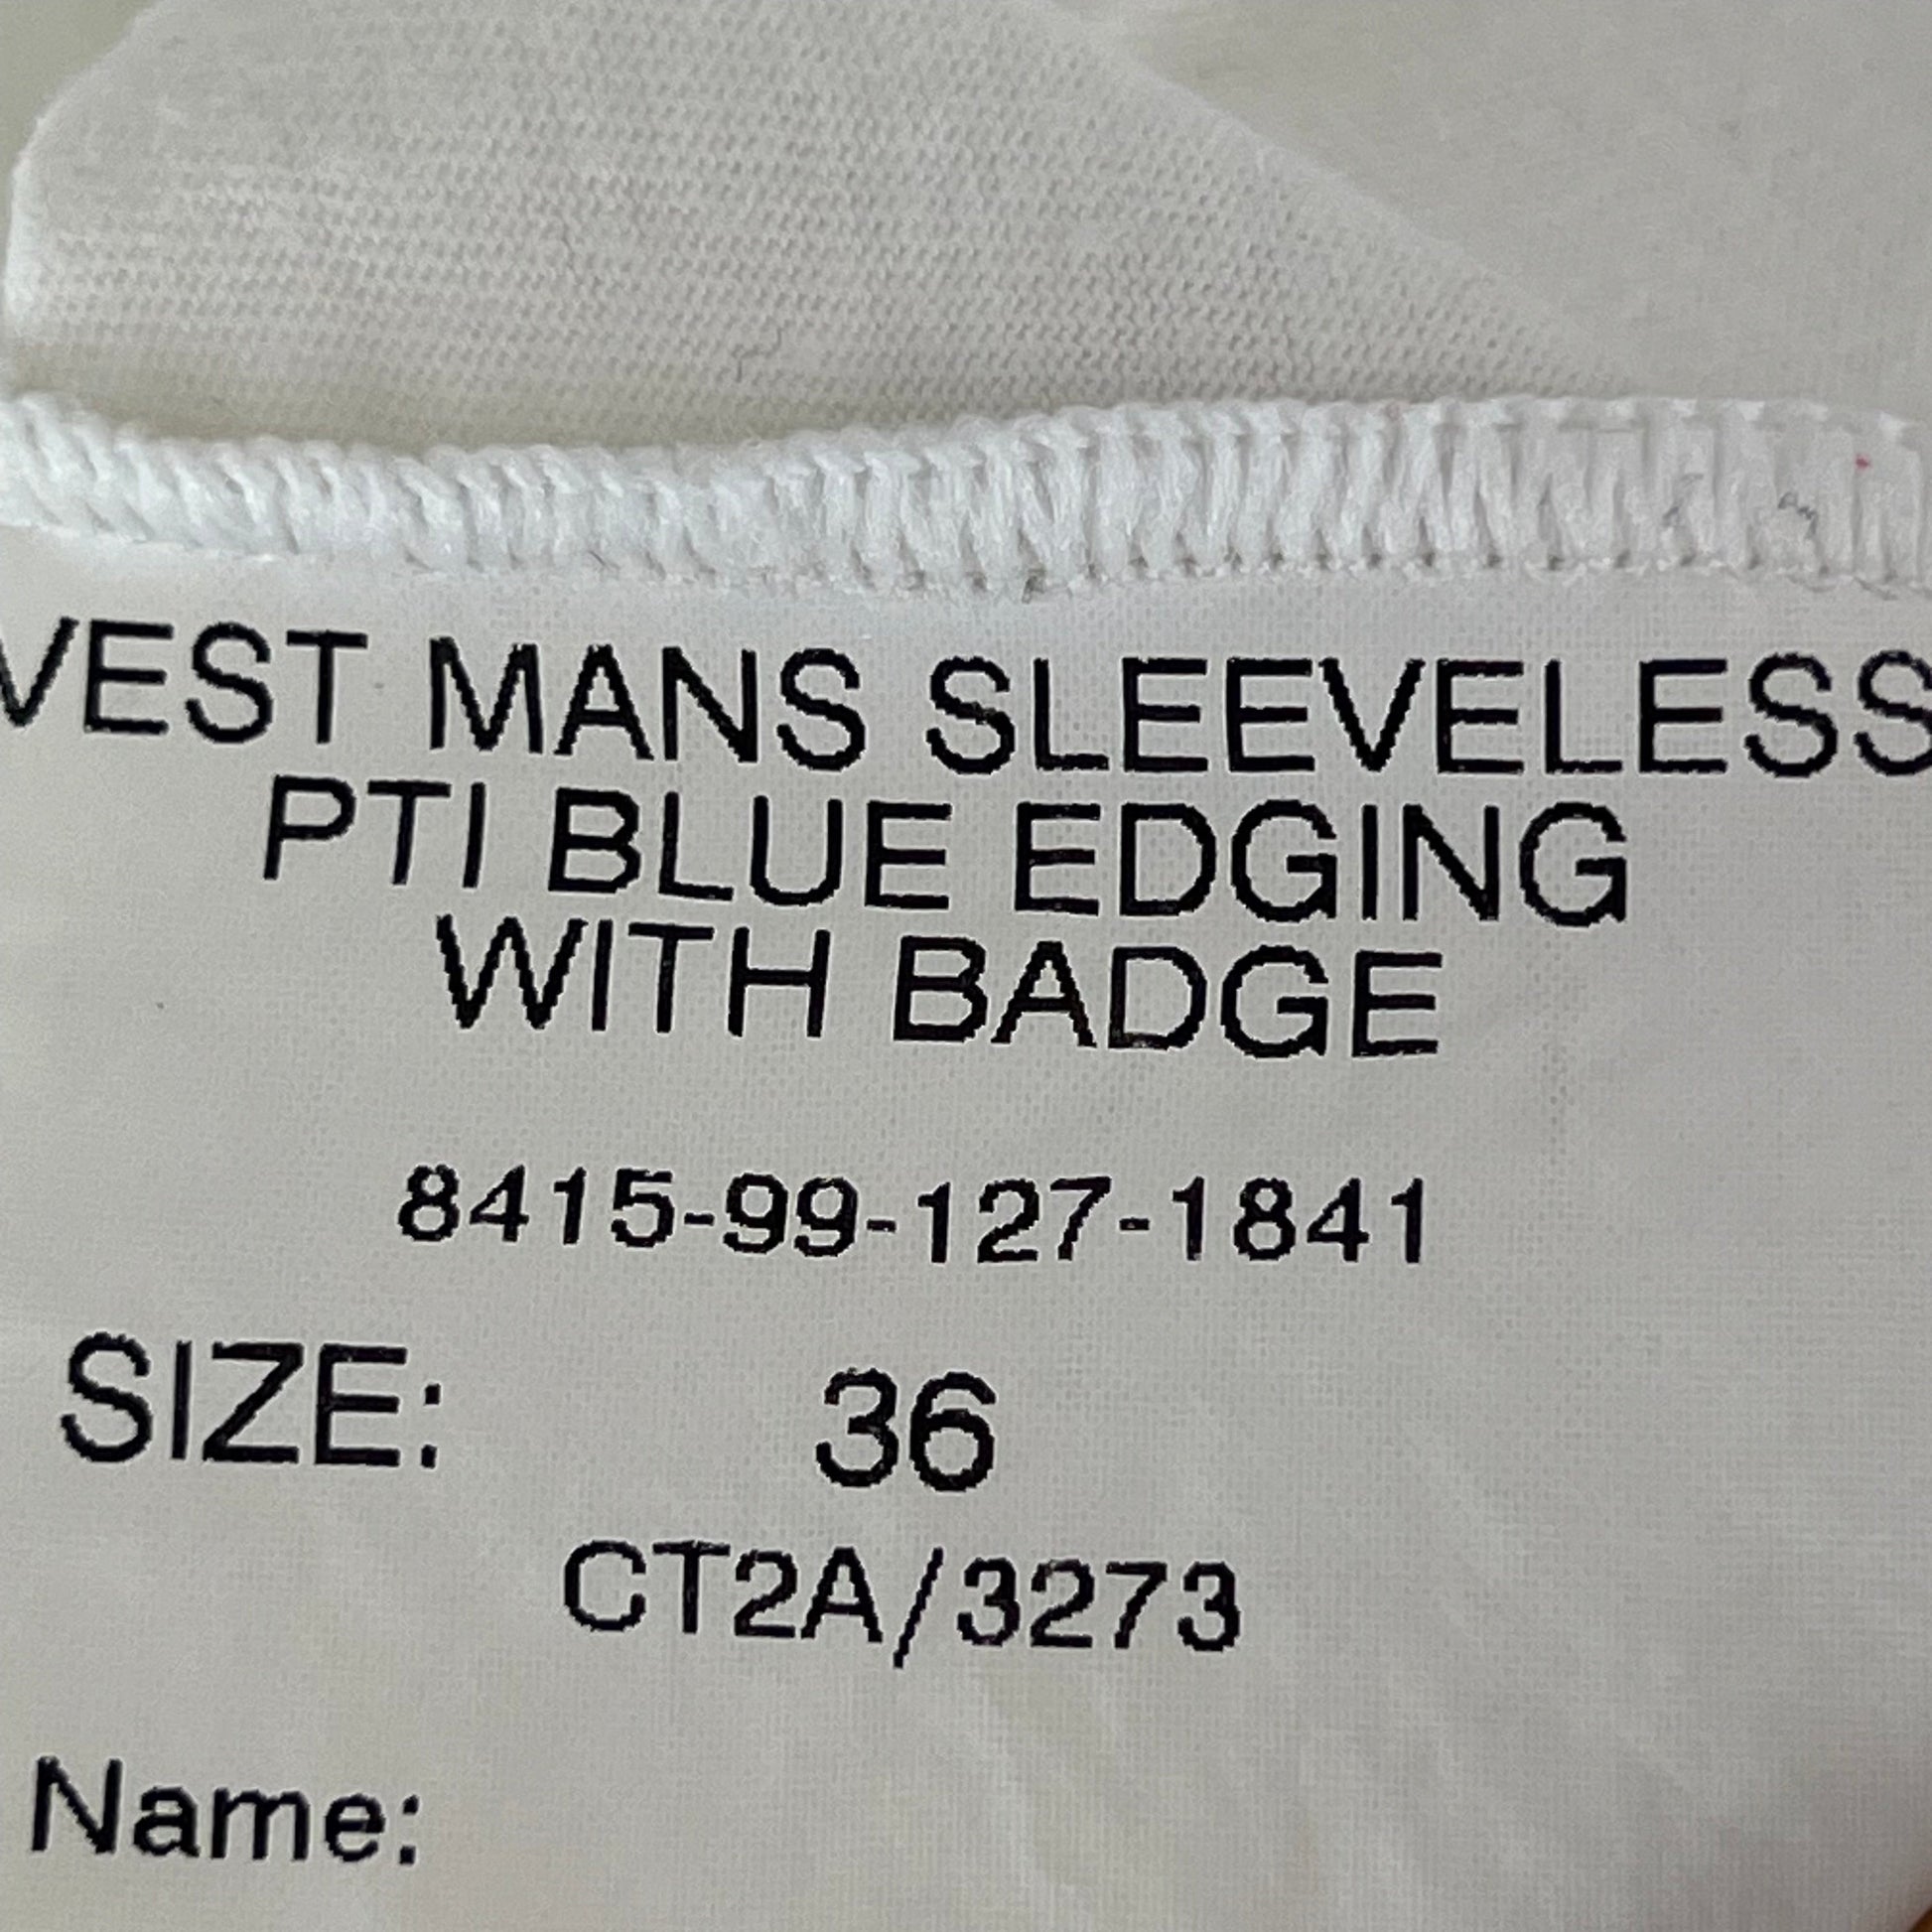 VEST MANS SLEEVELESS
PTI BLUE EDGING
WITH BADGE
8415-99-127-1841
SIZE: 36
CT2A/3273
Name: